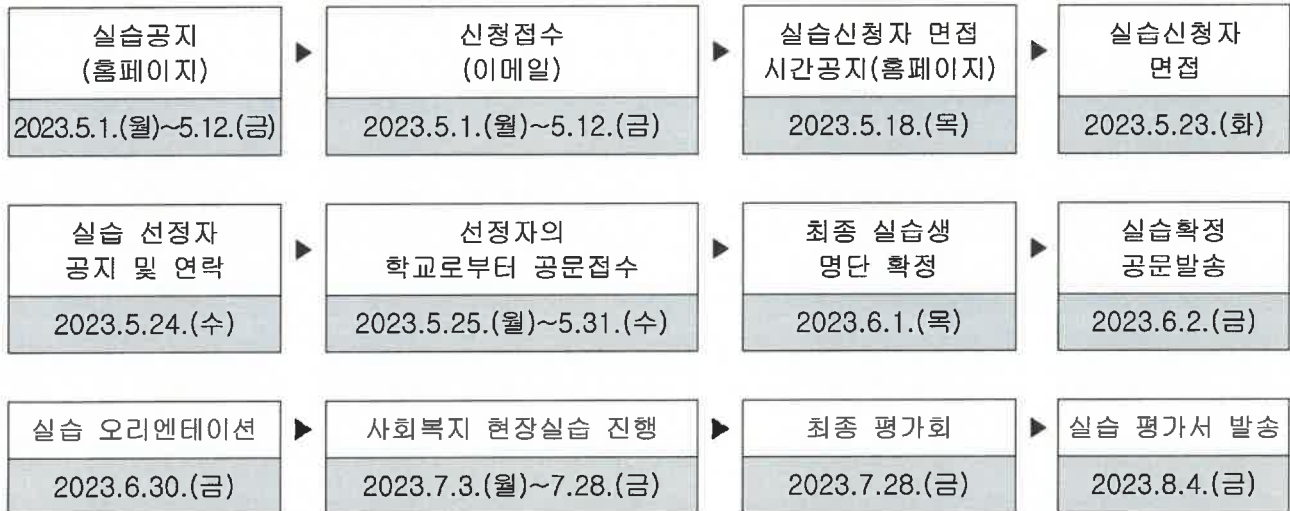 실습공지
(홈페이지)
2023.5.1.(월)~5.12.(금)
▶
신청접수
(이메일)
2023.5.1.(월)~5.12.(금)
▶
실습신청자 면접
시간공지(홈페이지)
2023.5.18.(목)
▶
실습신청자
면접
2023.5.23.(화)
실습 선정자
공지 및 연락
2023.5.24.(수)
▶
선정자의
학교로부터 공문접수
2023.5.25.(월)~5.31.(수)
▶
최종 실습생
명단 확정
2023.6.1.(목)
▶
실습확정
공문발송
2023.6.2.(금)
실습 오리엔테이션
2023.6.30.(금)
▶
사회복지 현장실습 진행
2023.7.3.(월)~7.28.(금)
▶
최종 평가회
2023.7.28.(금)
▶
실습 평가서 발송
2023.8.4.(금)